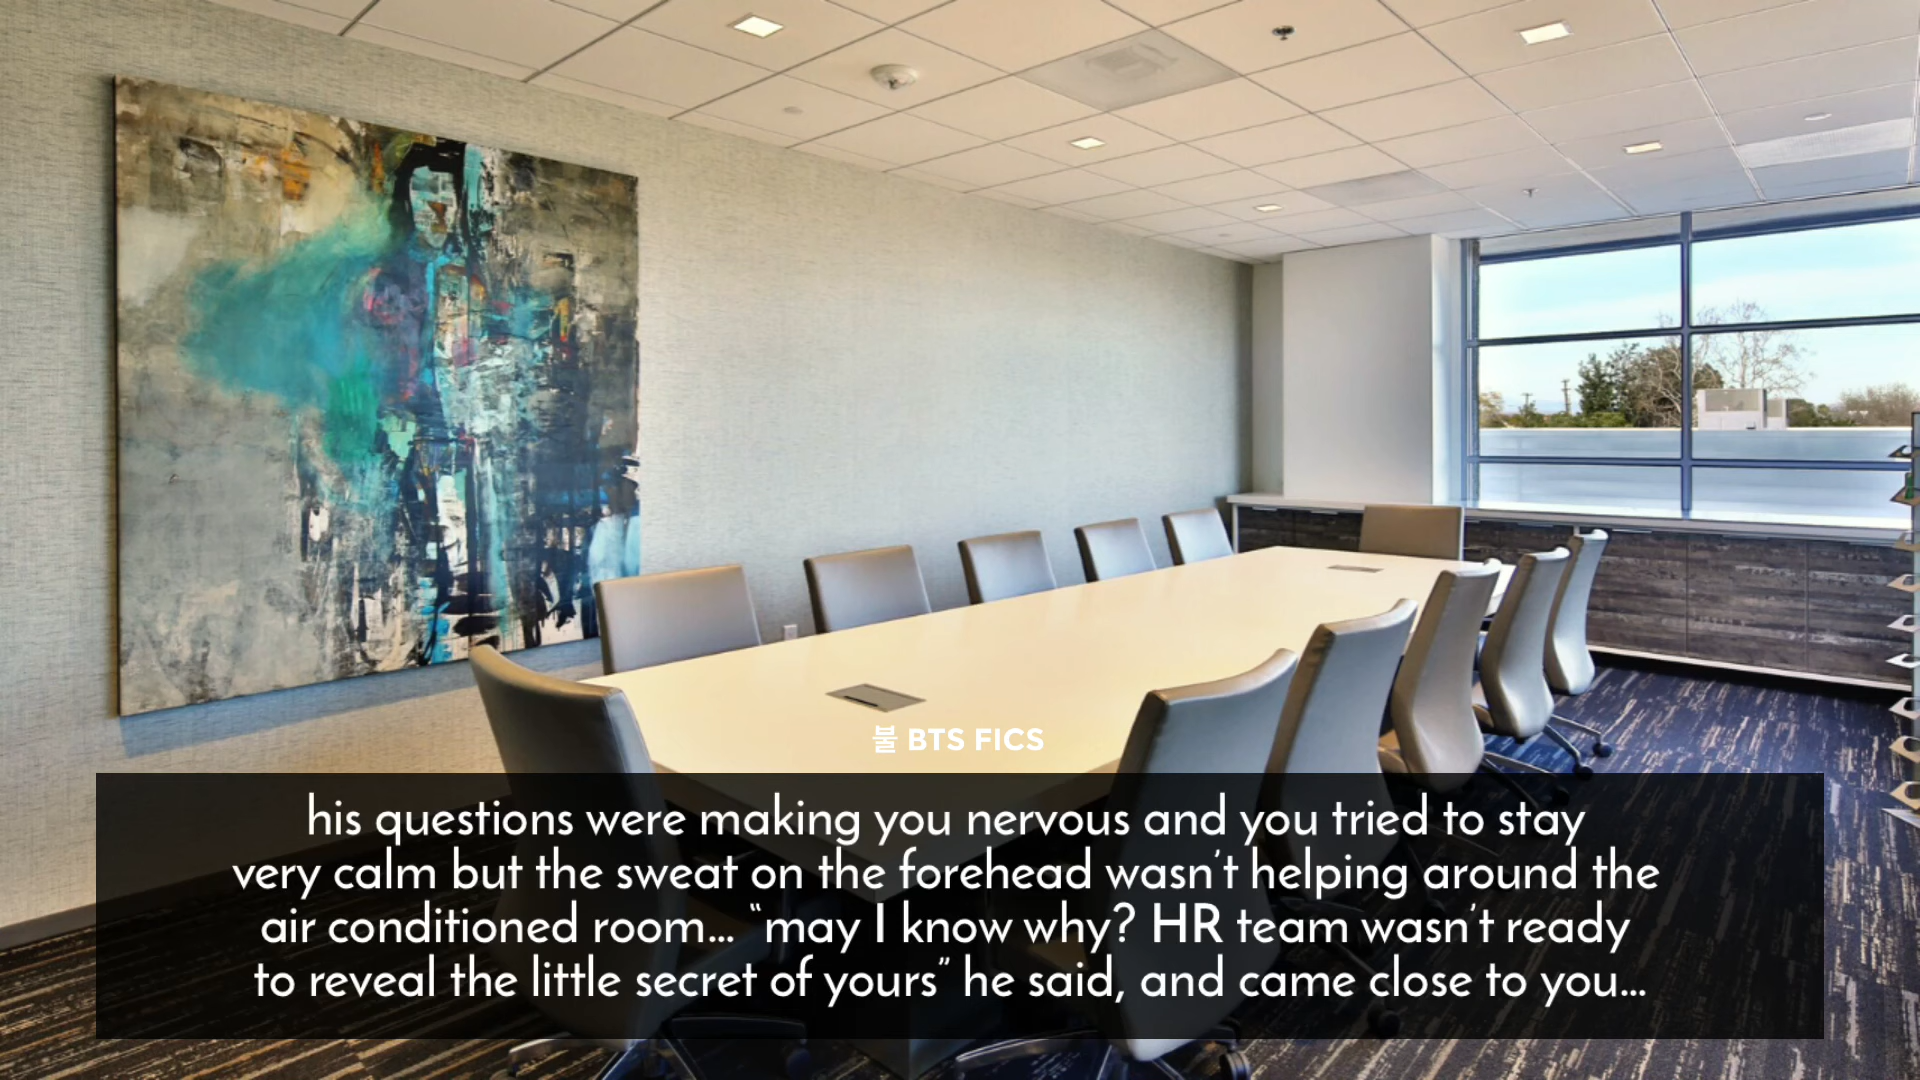 불 BTS FICS
his questions were making you nervous and you tried to stay
very calm but the sweat on the forehead wasn't helping around the
air conditioned room... “may I know why? HR team wasn't ready
to reveal the little secret of yours” he said, and came close to you...